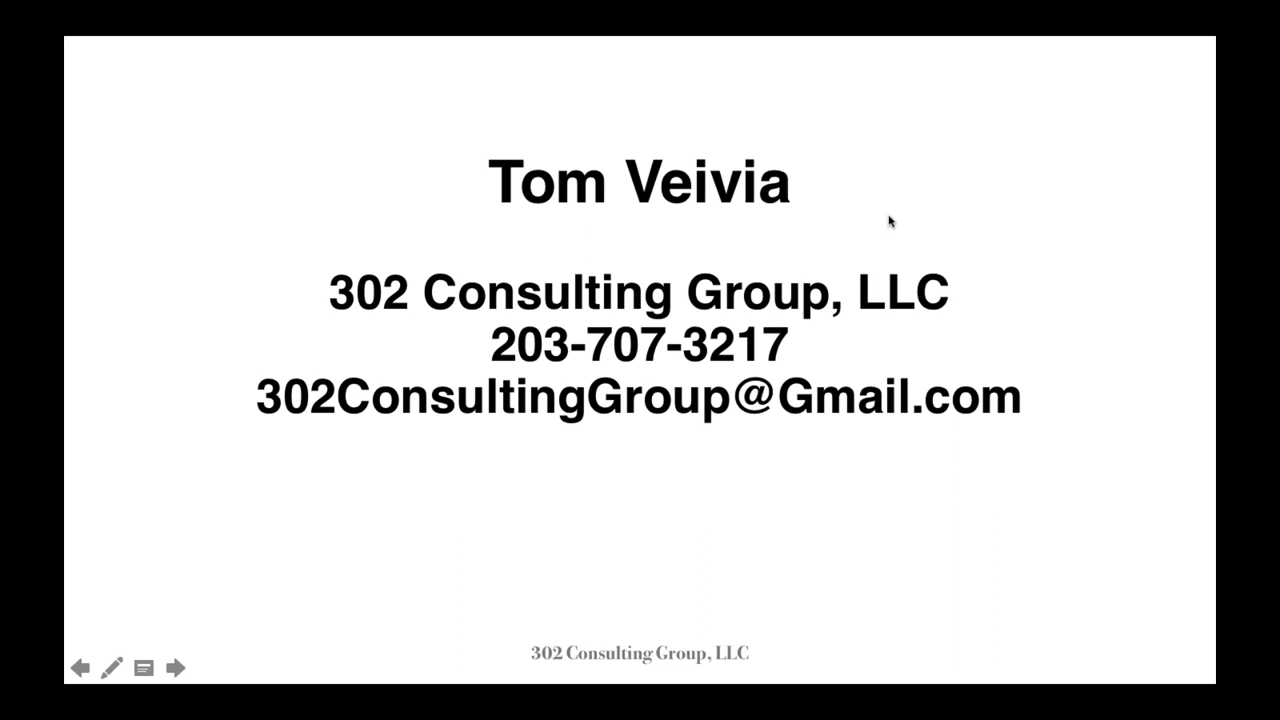 Tom Veivia
302 Consulting Group, LLC
203-707-3217
302ConsultingGroup@Gmail.com
302 Consulting Group, LLC